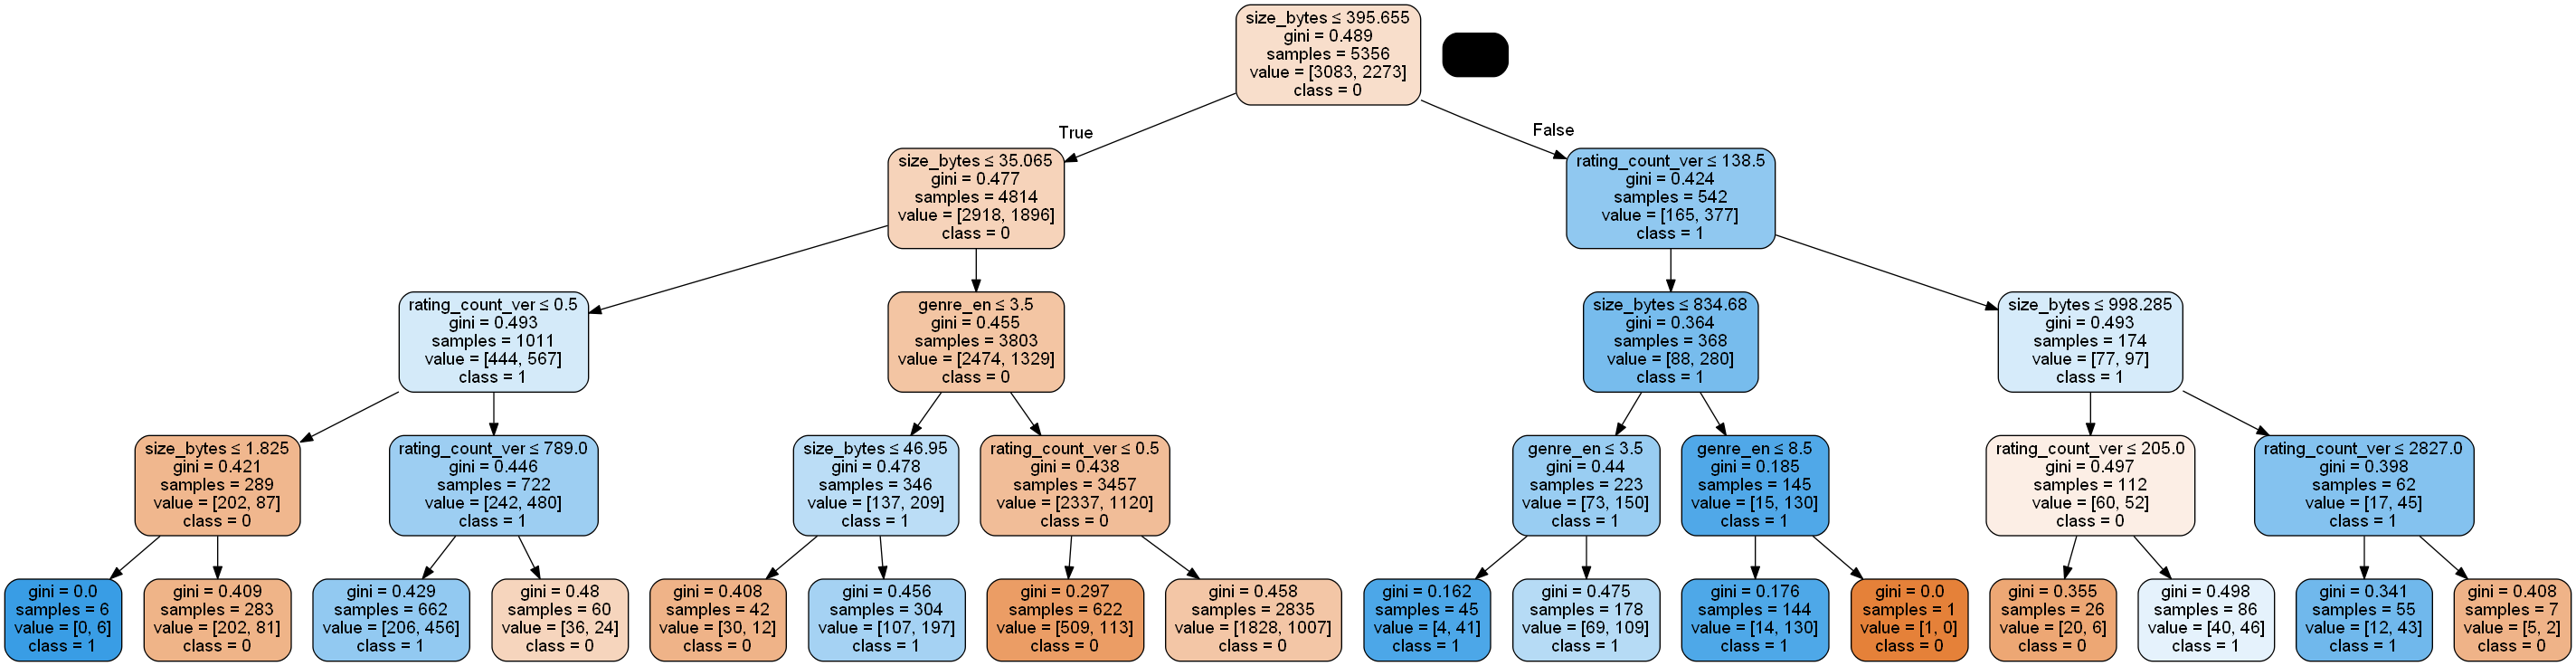 size_bytes ≤ 395.655
gini = 0.489
samples = 5356
value = [3083, 2273]
class = 0
True
False
size_bytes ≤ 35.065
gini = 0.477
samples = 4814
value = [2918, 1896]
class = 0
rating_count_ver ≤ 138.5
gini = 0.424
samples = 542
value = [165, 377]
class = 1
rating_count_ver ≤ 0.5
gini = 0.493
samples = 1011
value = [444, 567]
class = 1
genre_en ≤ 3.5
gini = 0.455
samples = 3803
value = [2474, 1329]
class = 0
size_bytes ≤ 834.68
gini = 0.364
samples = 368
value = [88, 280]
class = 1
size_bytes ≤ 998.285
gini = 0.493
samples = 174
value = [77, 97]
class = 1
size_bytes ≤ 1.825
gini = 0.421
samples = 289
value = [202, 87]
class = 0
rating_count_ver ≤ 789.0
gini = 0.446
samples = 722
value = [242, 480]
class = 1
size_bytes ≤ 46.95
gini = 0.478
samples = 346
value = [137, 209]
class = 1
rating_count_ver ≤ 0.5
gini = 0.438
samples = 3457
value = [2337, 1120]
class = 0
genre_en ≤ 3.5
gini = 0.44
samples = 223
value = [73, 150]
class = 1
genre_en ≤ 8.5
gini = 0.185
samples = 145
value = [15, 130]
class = 1
rating_count_ver ≤ 205.0
gini = 0.497
samples = 112
value = [60, 52]
class = 0
rating_count_ver ≤ 2827.0
gini = 0.398
samples = 62
value = [17, 45]
class = 1
gini = 0.0
samples = 6
value = [0, 6]
class = 1
gini = 0.409
samples = 283
value = [202, 81]
class = 0
gini = 0.429
samples = 662
value = [206, 456]
class = 1
gini = 0.48
samples = 60
value = [36, 24]
class = 0
gini = 0.408
samples = 42
value = [30, 12]
class = 0
gini = 0.456
samples = 304
value = [107, 197]
class = 1
gini = 0.297
samples = 622
value = [509, 113]
class = 0
gini = 0.458
samples = 2835
value = [1828, 1007]
class = 0
gini = 0.162
samples = 45
value = [4, 41]
class = 1
gini = 0.475
samples = 178
value = [69, 109]
class = 1
gini = 0.176
samples = 144
value = [14, 130]
class = 1
gini = 0.0
samples = 1
value = [1, 0]
class = 0
gini = 0.355
samples = 26
value = [20, 6]
class = 0
gini = 0.498
samples = 86
value = [40, 46]
class = 1
gini = 0.341
samples = 55
value = [12, 43]
class = 1
gini = 0.408
samples = 7
value = [5, 2]
class = 0